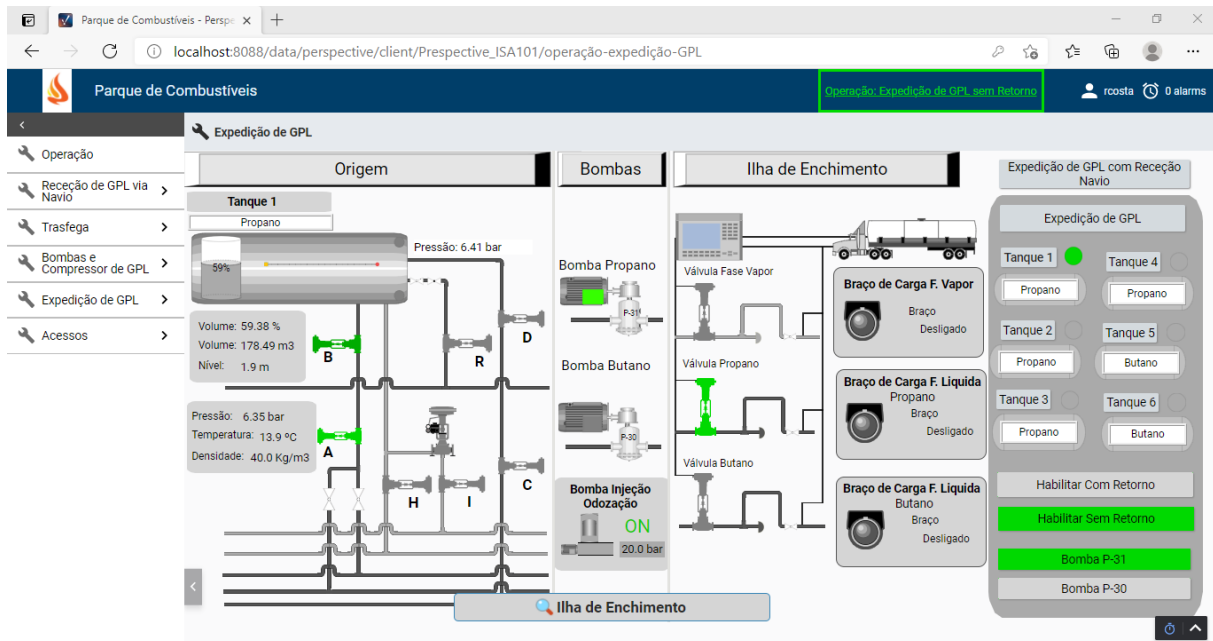 Parque de Combustíveis - Perspe
localhost:8088/data/perspective/client/Prespective_ISA101/operação-expedição-GPL
Parque de Combustíveis
Operação: Expedição de GPL sem Retorno
rcosta
0 alarms
Operação
Receção de GPL via
Navio
Trasfega
Bombas e
Compressor de GPL
Expedição de GPL
Acessos
Expedição de GPL
Origem
Tanque 1
Propano
59%
Pressão: 6.41 bar
Volume: 59.38 %
Volume: 178.49 m3
Nível: 1.9 m
B
R
D
Pressão: 6.35 bar
Temperatura: 13.9 ºC
Densidade: 40.0 Kg/m3
A
H
I
C
Bombas
Bomba Propano
P-31
Bomba Butano
P-30
Bomba Injeção
Odozação
ON
20.0 bar
Ilha de Enchimento
Válvula Fase Vapor
Válvula Propano
Válvula Butano
Braço de Carga F. Vapor
Braço
Desligado
Braço de Carga F. Liquida
Propano
Braço
Desligado
Braço de Carga F. Liquida
Butano
Braço
Desligado
Expedição de GPL com Receção
Navio
Expedição de GPL
Tanque 1
Propano
Tanque 4
Propano
Tanque 2
Propano
Tanque 5
Butano
Tanque 3
Propano
Tanque 6
Butano
Habilitar Com Retorno
Habilitar Sem Retorno
Bomba P-31
Bomba P-30
Ilha de Enchimento